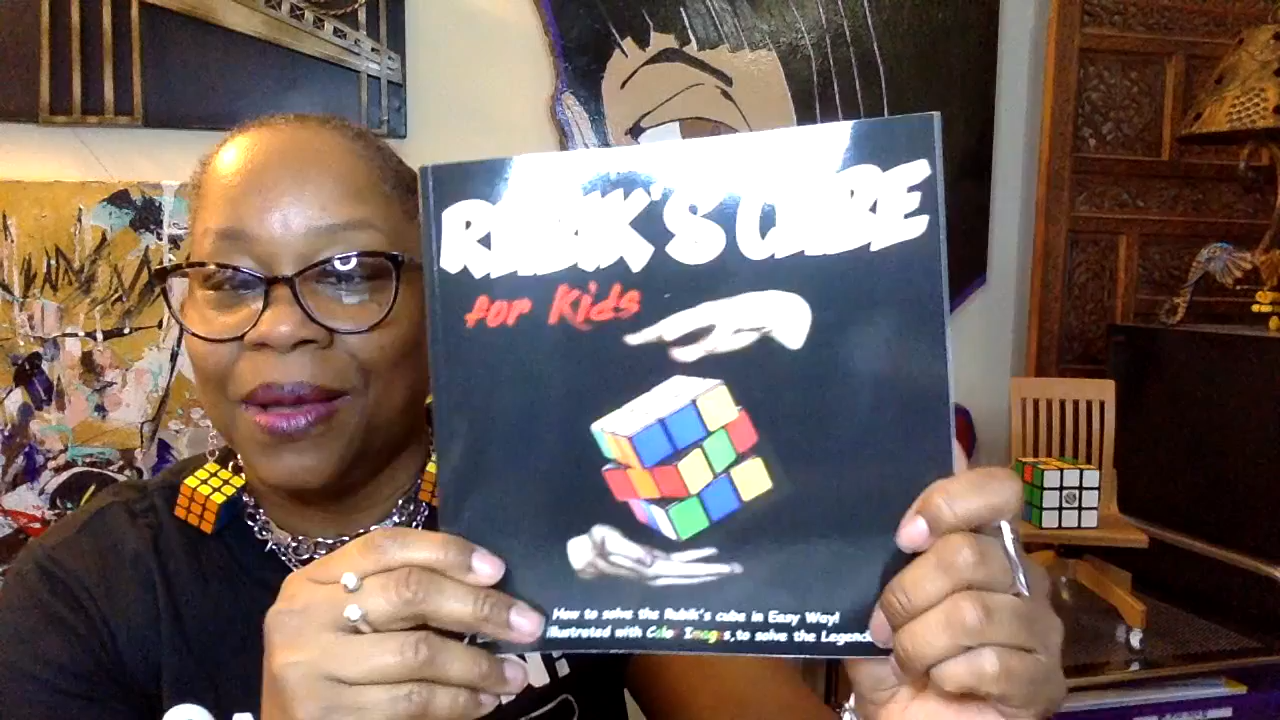 RUBIK'S CUBE
for Kids
How to solve the Rubik's cube in Easy Way!
Illustrated with Color Images, to solve the